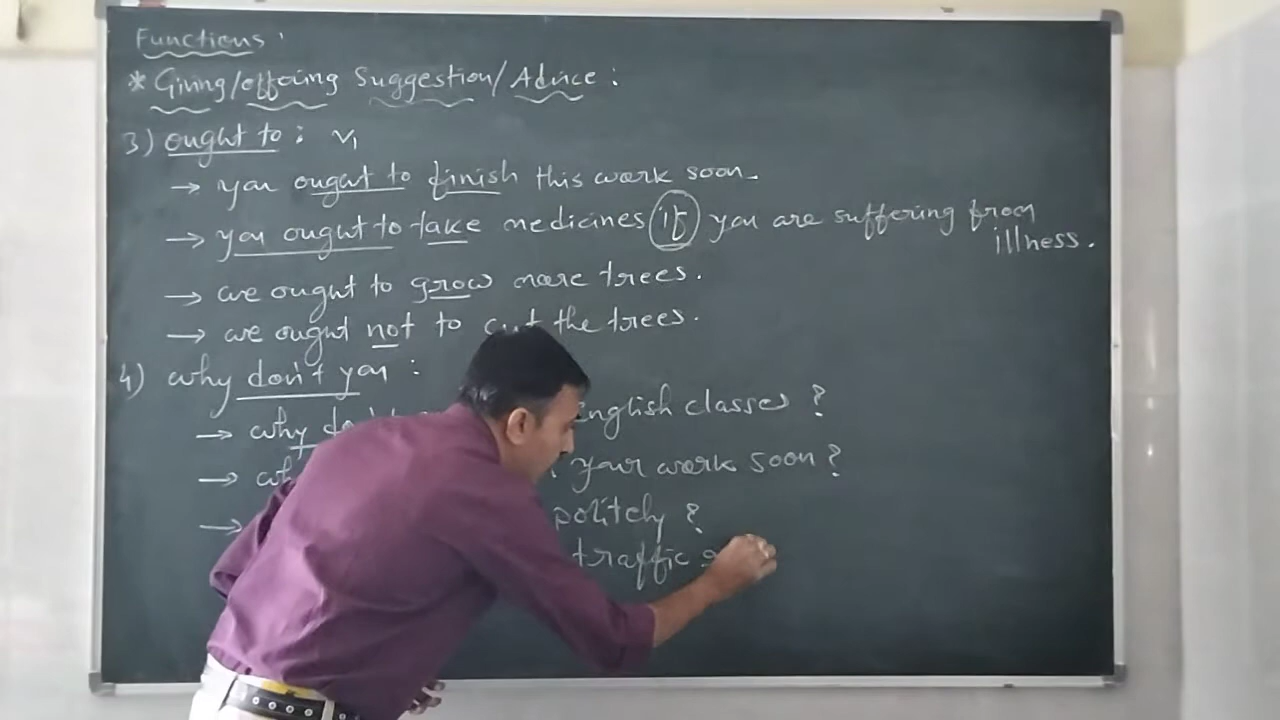 Functions
* Giving/offering Suggestion/Advice :
3) ought to : V1
→ you ought to finish this work soon.
→ you ought to take medicines if you are suffering from
illness.
→ we ought to grow more trees.
→ we ought not to cut the trees.
4) why don't you :
→ why English classes ?
→ your work soon ?
→ politely ?
traffic